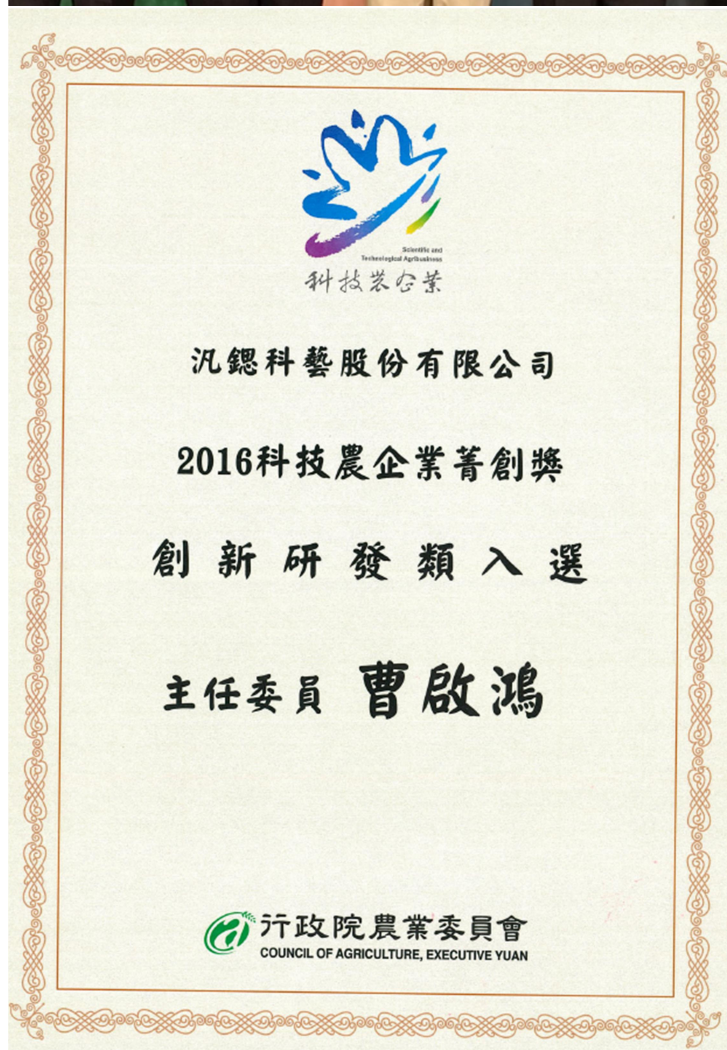 Scientific and
Technological Agribusiness
科技农企業
汎鍶科藝股份有限公司
2016科技農企業菁創獎
創新研發類入選
主任委員 曹啟鴻
行政院農業委員會
COUNCIL OF AGRICULTURE, EXECUTIVE YUAN